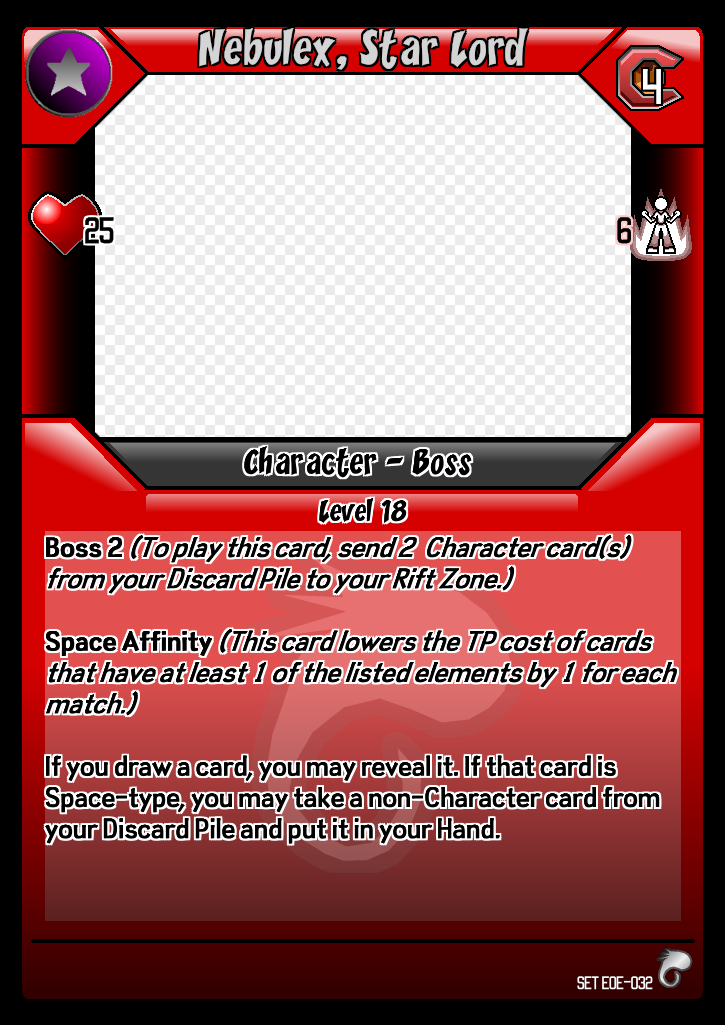 Nebulex, Star Lord
4
25
6
Character - Boss
Level 18
Boss 2 (To play this card, send 2 Character card(s)
from your Discard Pile to your Rift Zone.)
Space Affinity (This card lowers the TP cost of cards
that have at least 1 of the listed elements by 1 for each
match.)
If you draw a card, you may reveal it. If that card is
Space-type, you may take a non-Character card from
your Discard Pile and put it in your Hand.
SET EOE-032